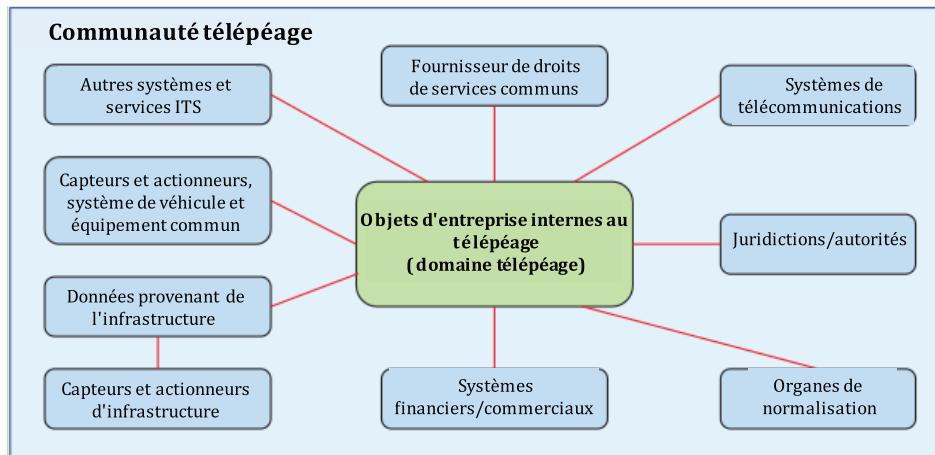 Communauté télépéage
Autres systèmes et
services ITS
Fournisseur de droits
de services communs
Systèmes de
télécommunications
Capteurs et actionneurs,
système de véhicule et
équipement commun
Objets d'entreprise internes au
télépéage
( domaine télépéage)
Juridictions/autorités
Données provenant de
l'infrastructure
Capteurs et actionneurs
d'infrastructure
Systèmes
financiers/commerciaux
Organes de
normalisation